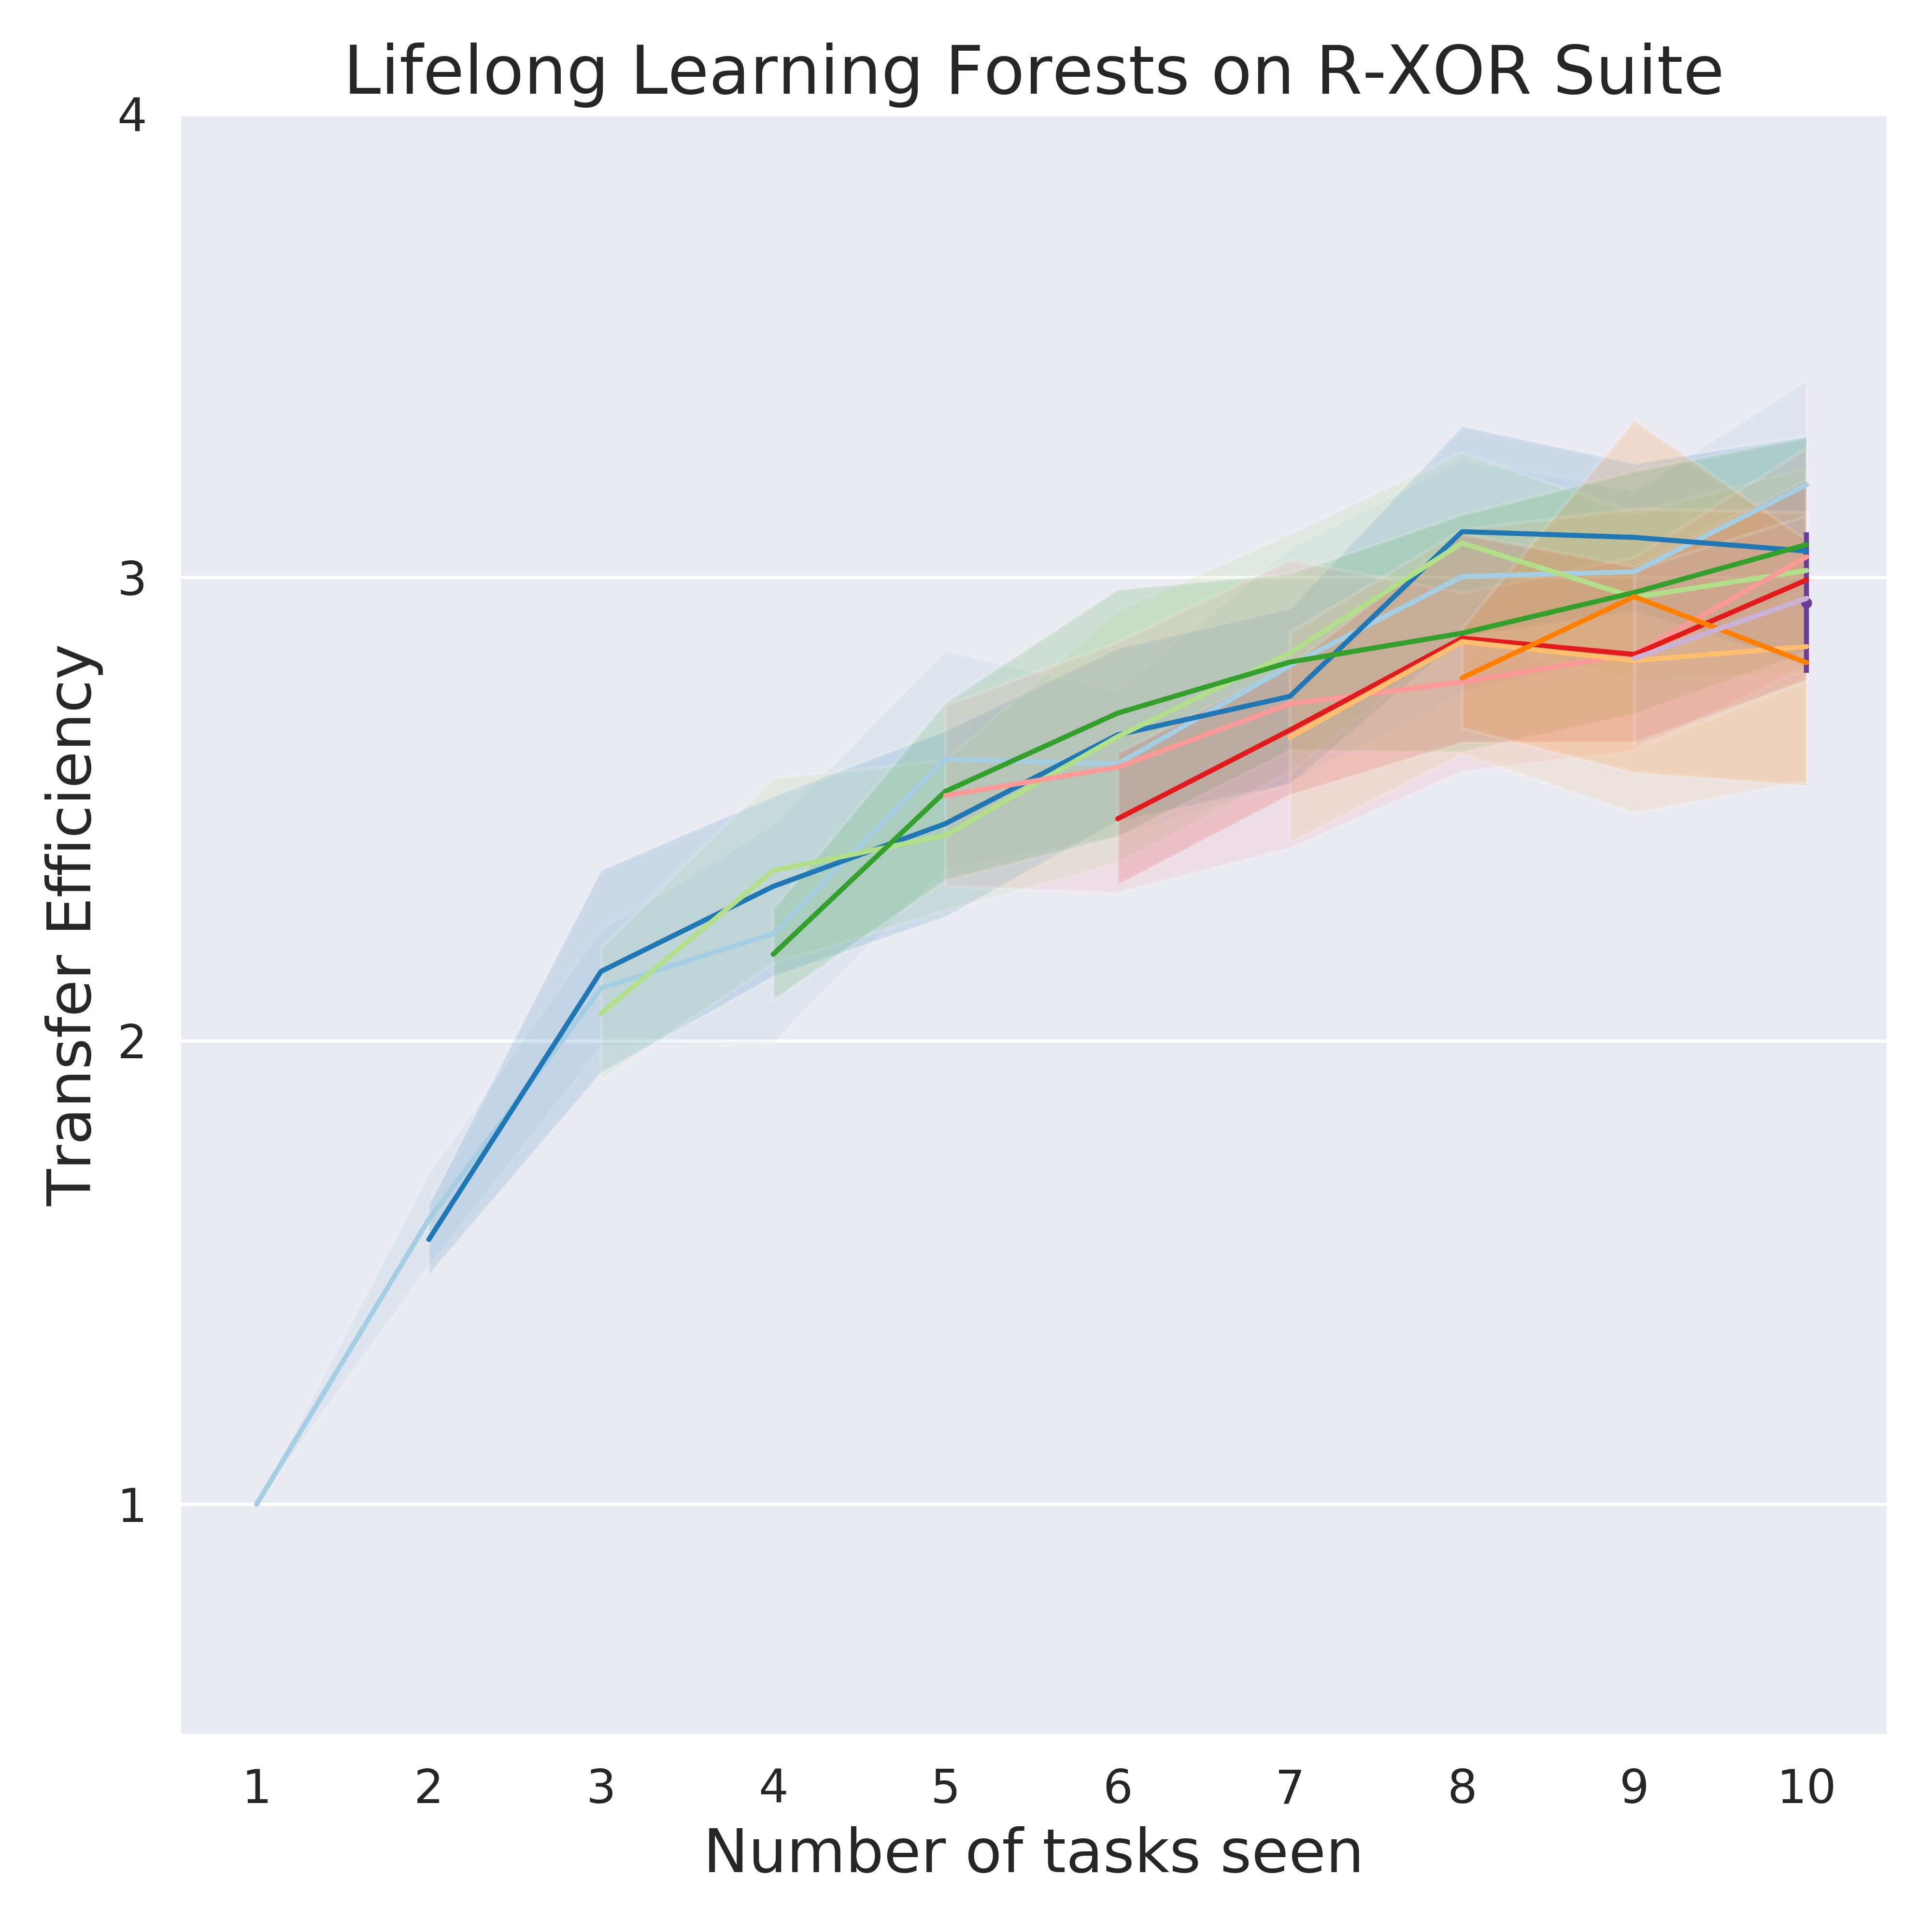 Lifelong Learning Forests on R-XOR Suite
4
3
2
1
Transfer Efficiency
1 2 3 4 5 6 7 8 9 10
Number of tasks seen